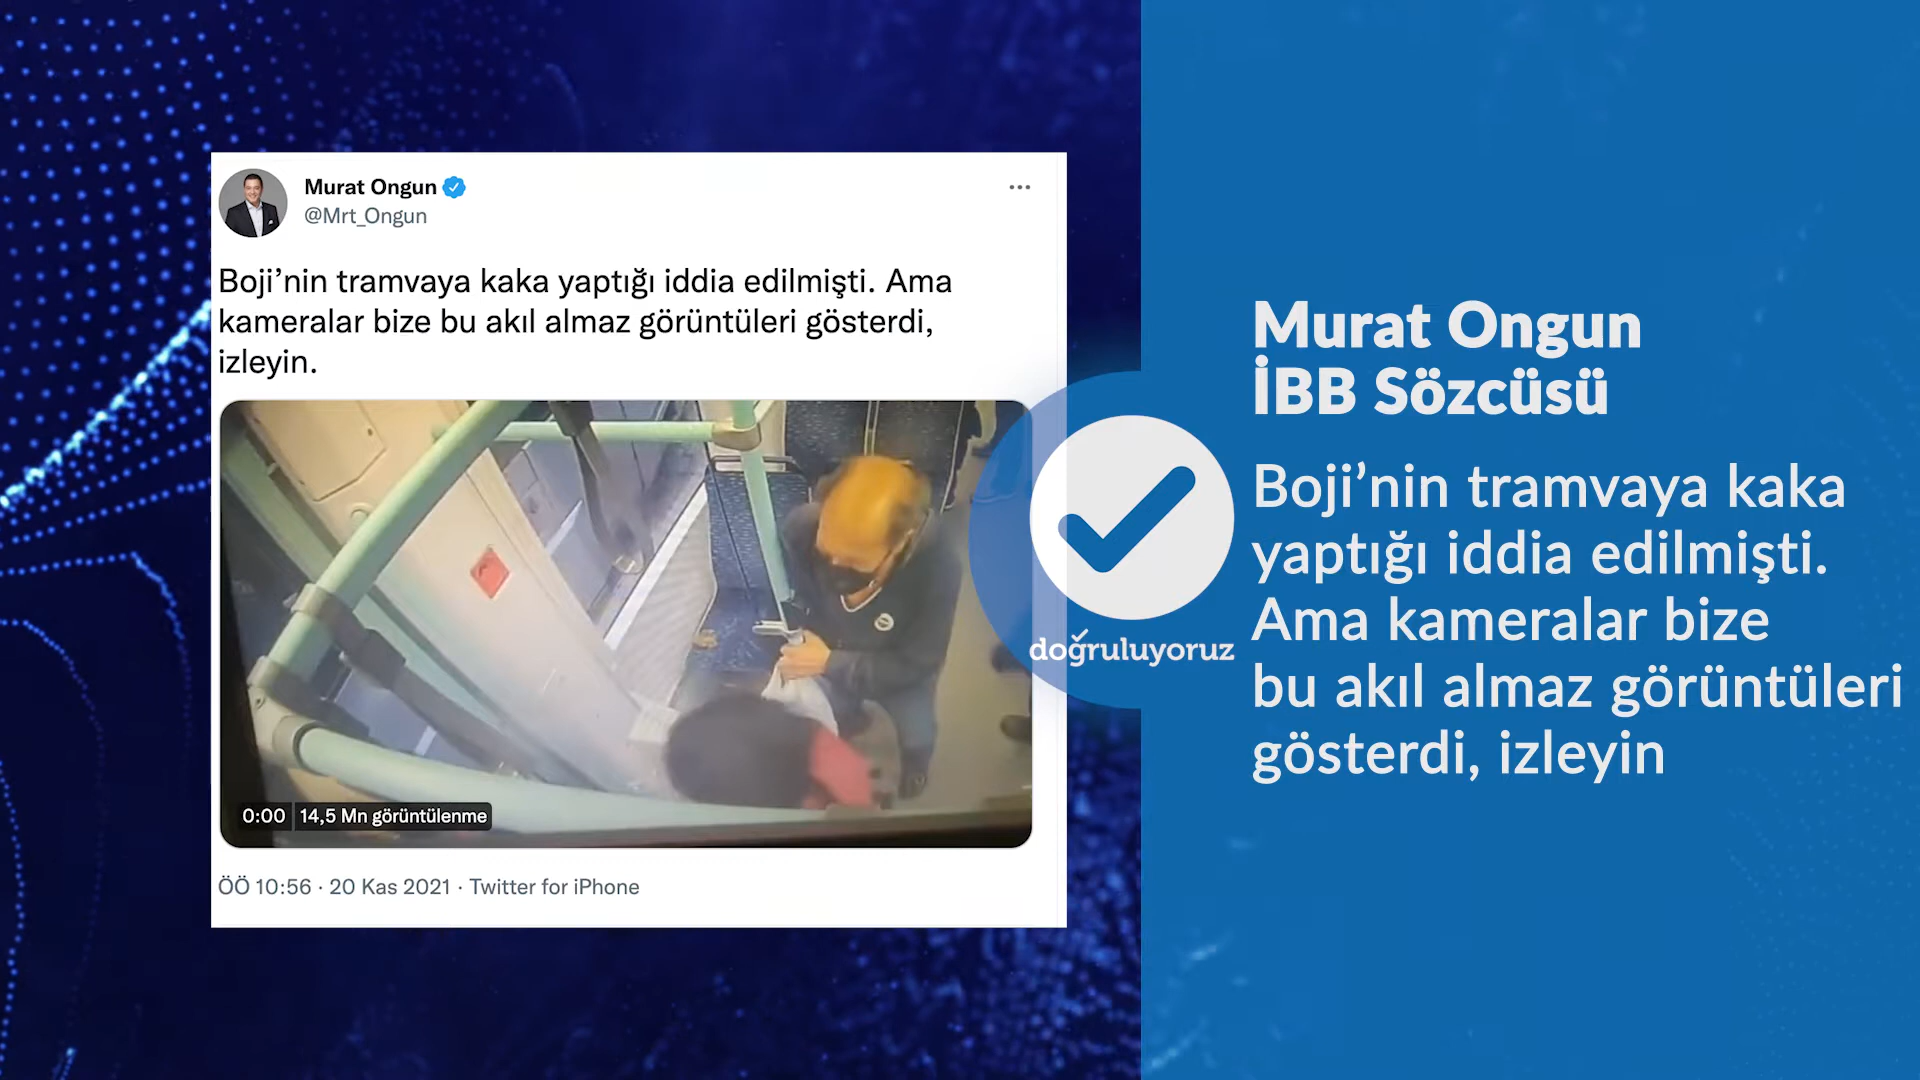 Murat Ongun
@Mrt_Ongun
Boji’nin tramvaya kaka yaptığı iddia edilmişti. Ama
kameralar bize bu akıl almaz görüntüleri gösterdi,
izleyin.
0:00 14,5 Mn görüntülenme
ÖÖ 10:56 · 20 Kas 2021 · Twitter for iPhone
doğruluyoruz
Murat Ongun
İBB Sözcüsü
Boji’nin tramvaya kaka
yaptığı iddia edilmişti.
Ama kameralar bize
bu akıl almaz görüntüleri
gösterdi, izleyin